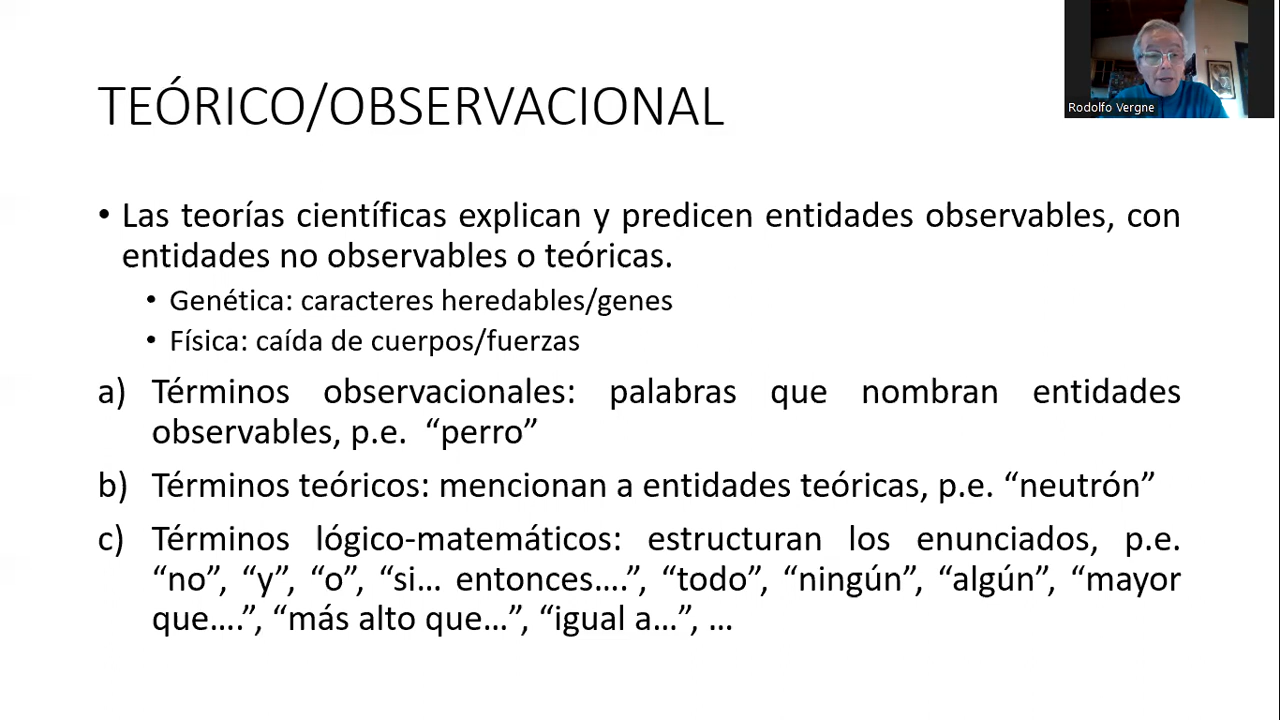 TEÓRICO/OBSERVACIONAL
Rodolfo Vergne
• Las teorías científicas explican y predicen entidades observables, con
entidades no observables o teóricas.
• Genética: caracteres heredables/genes
• Física: caída de cuerpos/fuerzas
a) Términos observacionales: palabras que nombran entidades
observables, p.e. “perro”
b) Términos teóricos: mencionan a entidades teóricas, p.e. “neutrón”
c) Términos lógico-matemáticos: estructuran los enunciados, p.e.
“no”, “y”, “o”, “si… entonces….”, “todo”, “ningún”, “algún”, “mayor
que….”, “más alto que…”, “igual a…”, …